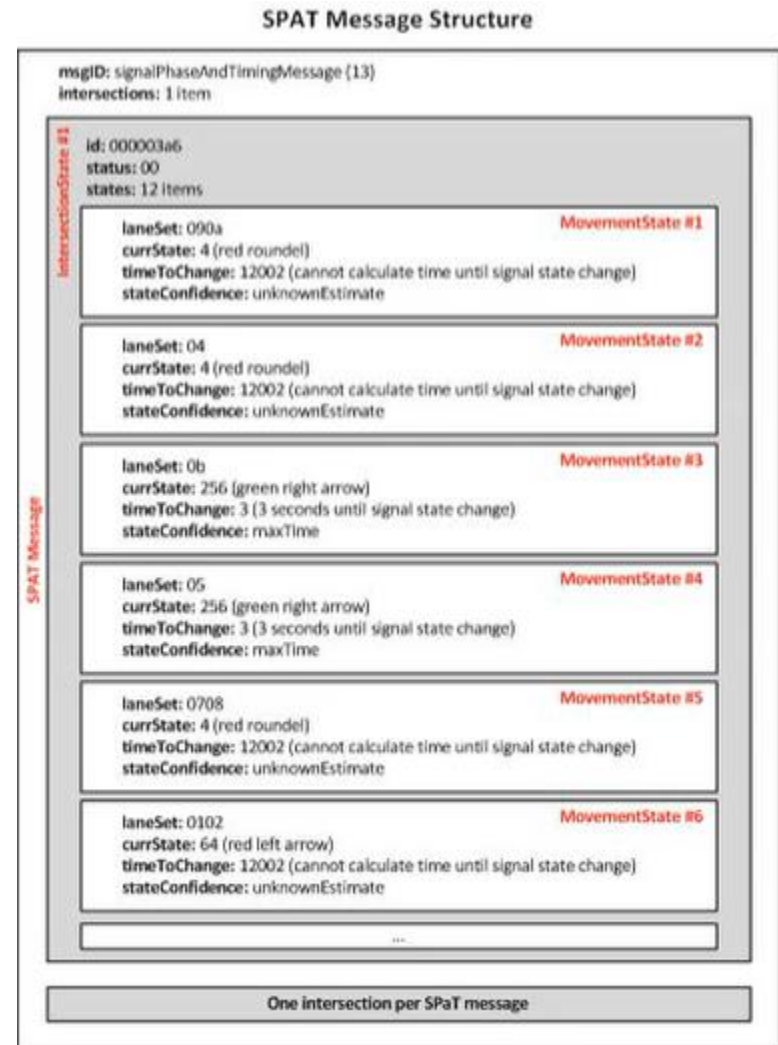 SPAT Message Structure
msgID: signalPhaseAndTimingMessage (13)
intersections: 1 item
IntersectionState #1
id: 000003a6
status: 00
states: 12 items
MovementState #1
laneSet: 090a
currState: 4 (red roundel)
timeToChange: 12002 (cannot calculate time until signal state change)
stateConfidence: unknownEstimate
MovementState #2
laneSet: 04
currState: 4 (red roundel)
timeToChange: 12002 (cannot calculate time until signal state change)
stateConfidence: unknownEstimate
MovementState #3
laneSet: 0b
currState: 256 (green right arrow)
timeToChange: 3 (3 seconds until signal state change)
stateConfidence: maxTime
SPAT Message
MovementState #4
laneSet: 05
currState: 256 (green right arrow)
timeToChange: 3 (3 seconds until signal state change)
stateConfidence: maxTime
MovementState #5
laneSet: 0708
currState: 4 (red roundel)
timeToChange: 12002 (cannot calculate time until signal state change)
stateConfidence: unknownEstimate
MovementState #6
laneSet: 0102
currState: 64 (red left arrow)
timeToChange: 12002 (cannot calculate time until signal state change)
stateConfidence: unknownEstimate
...
One intersection per SPaT message